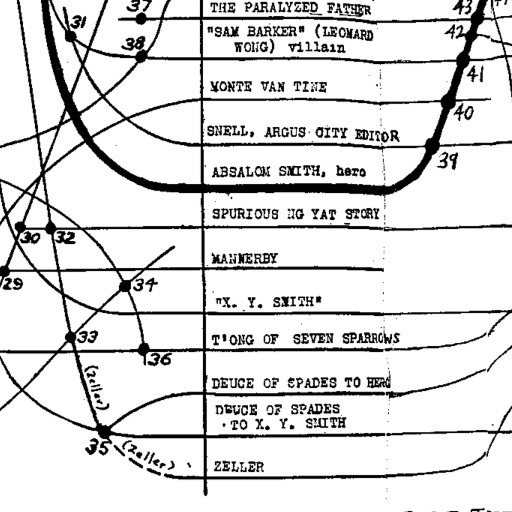 37
THE PARALYZED FATHER
43
31
"SAM BARKER" (LEONARD
WONG) villain
42
38
41
MONTE VAN TINE
40
SNELL, ARGUS CITY EDITOR
39
ABSALOM SMITH, hero
SPURIOUS NG YAT STORY
30
32
MANNERBY
29
34
"X. Y. SMITH"
33
T'ONG OF SEVEN SPARROWS
36
(Zeller)
DEUCE OF SPADES TO HERO
DEUCE OF SPADES
TO X. Y. SMITH
35
(Zeller)
ZELLER